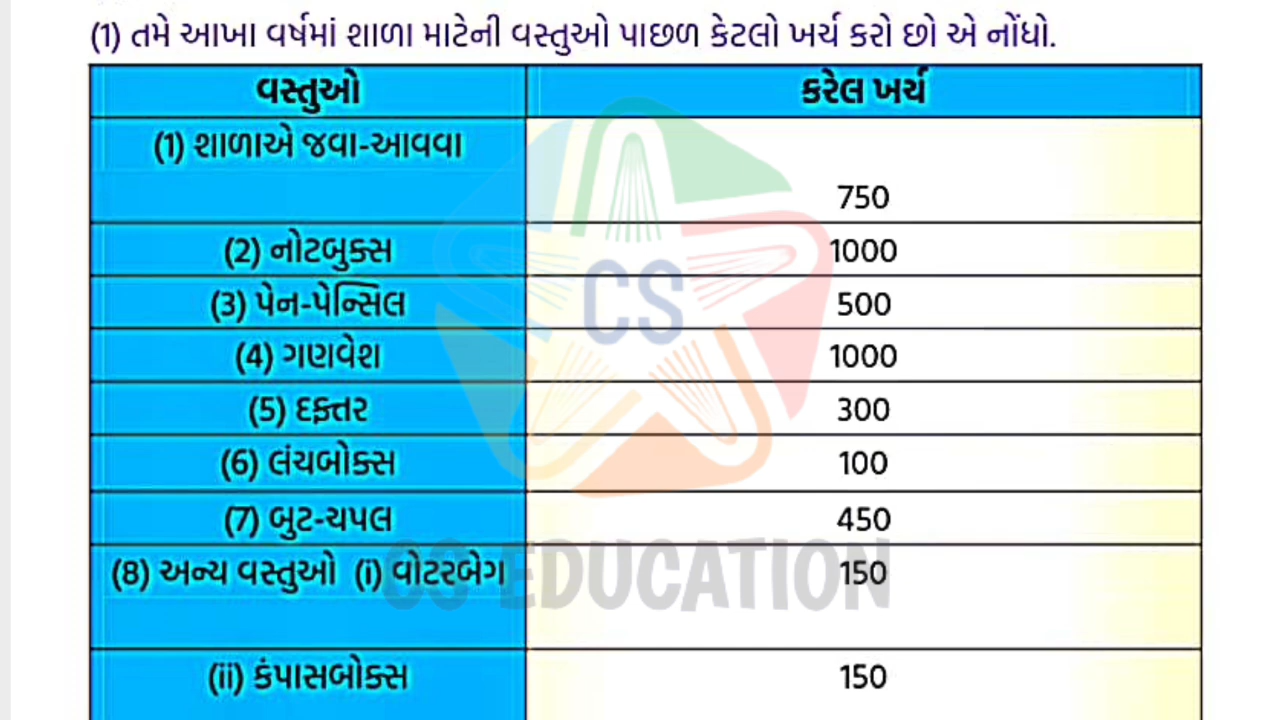 (1) તમે આખા વર્ષમાં શાળા માટેની વસ્તુઓ પાછળ કેટલો ખર્ચ કરો છો એ નોંધો.
વસ્તુઓ કરેલ ખર્ચ
(1) શાળાએ જવા-આવવા
750
(2) નોટબુક્સ 1000
(3) પેન-પેન્સિલ 500
(4) ગણવેશ 1000
(5) દફ્તર 300
(6) લંચબોક્સ 100
(7) બુટ-ચપલ 450
(8) અન્ય વસ્તુઓ (i) વોટરબેગ 150
(ii) કંપાસબોક્સ 150
CS
CS EDUCATION